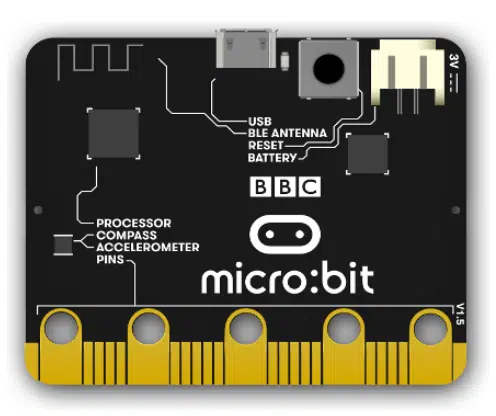 3V
USB
BLE ANTENNA
RESET
BATTERY
BBC
PROCESSOR
COMPASS
ACCELEROMETER
PINS
micro:bit
V1.5